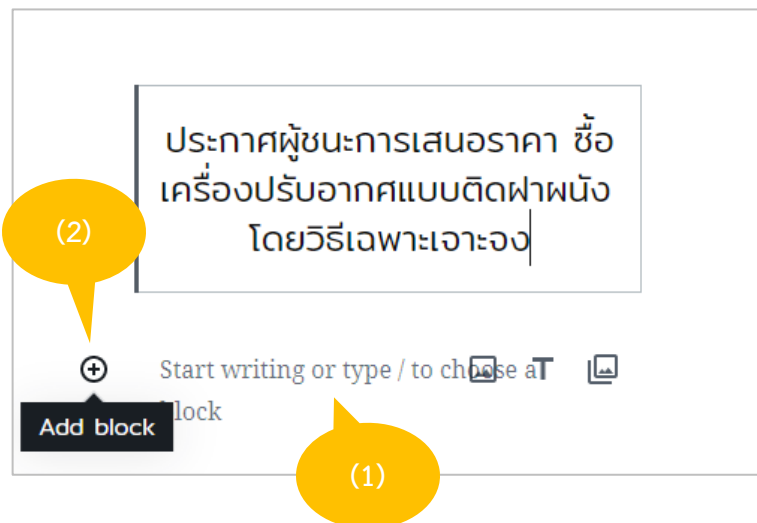 ประกาศผู้ชนะการเสนอราคา ซื้อ
เครื่องปรับอากาศแบบติดฝาผนัง
โดยวิธีเฉพาะเจาะจง
(2)
Start writing or type / to choose a
block
Add block
(1)